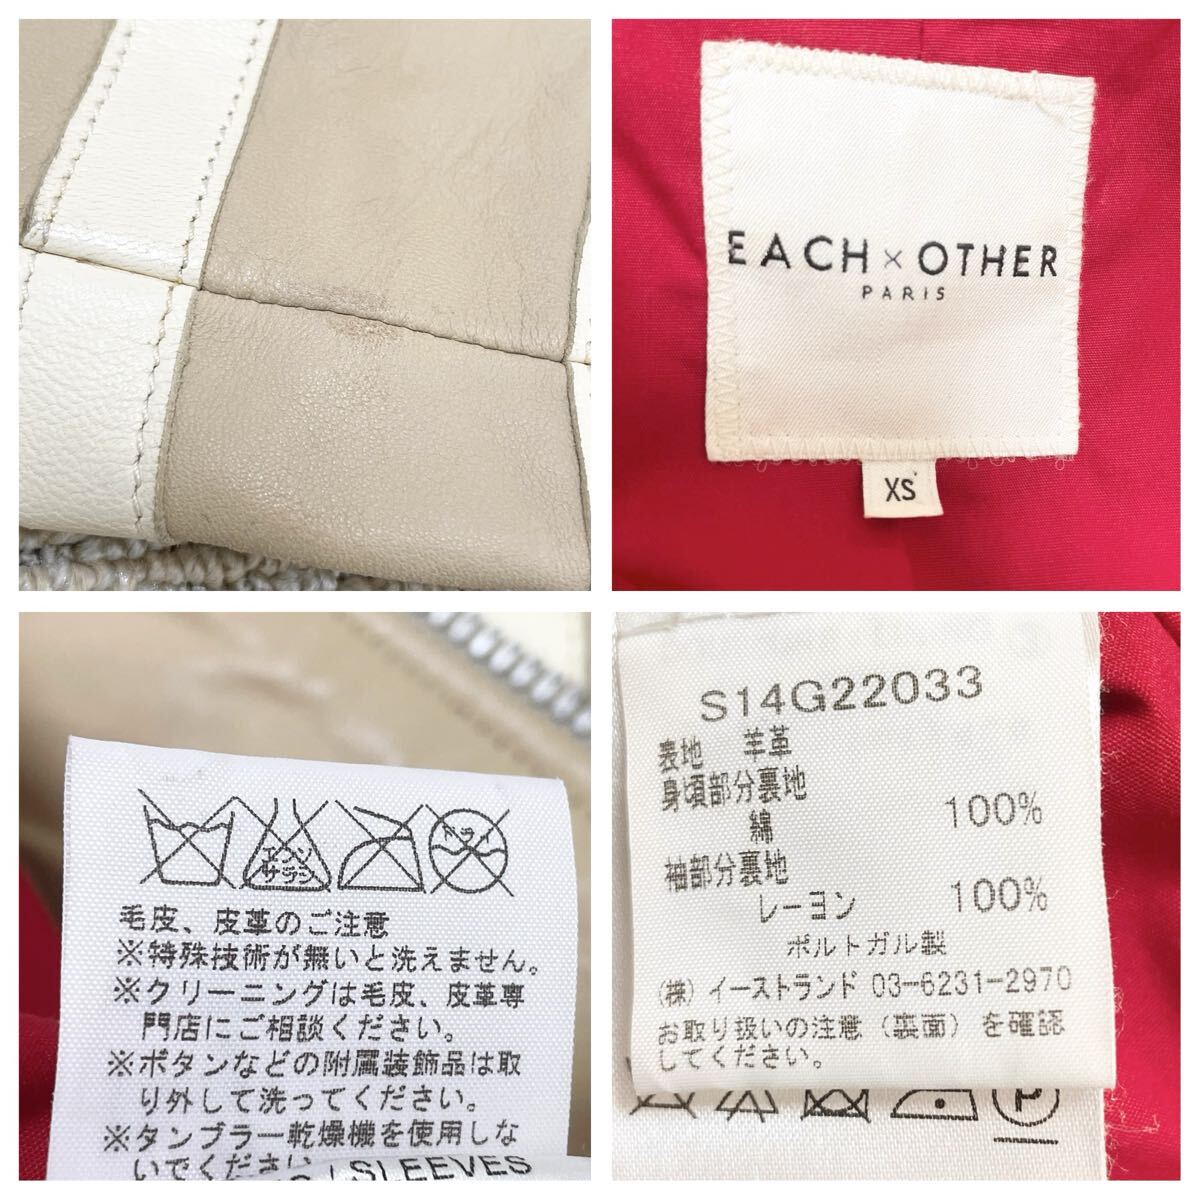 EACH × OTHER
PARIS
XS
エンソ
サラシ
ドライ
毛皮、皮革のご注意
※特殊技術が無いと洗えません。
※クリーニングは毛皮、皮革専
門店にご相談ください。
※ボタンなどの附属装飾品は取
り外して洗ってください。
※タンブラー乾燥機を使用しな
いでください
/ SLEEVES
S14G22033
表地 羊革
身頃部分裏地
綿 100%
袖部分裏地
レーヨン 100%
ポルトガル製
(株) イーストランド 03-6231-2970
お取り扱いの注意 (裏面) を確認
してください。
P